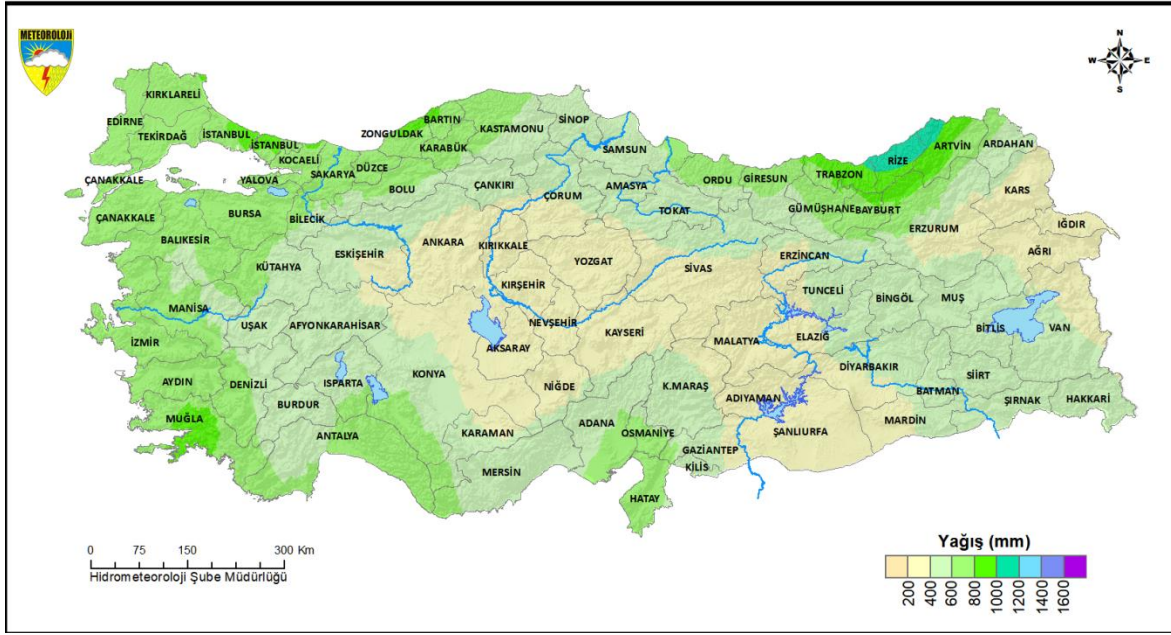 METEOROLOJİ
N
W E
S
KIRKLARELİ
EDİRNE
TEKİRDAĞ
İSTANBUL
İSTANBUL
KOCAELİ
YALOVA
SAKARYA
DÜZCE
ZONGULDAK
BARTIN
KARABÜK
KASTAMONU
SİNOP
SAMSUN
ÇANAKKALE
ÇANAKKALE
BALIKESİR
BURSA
BİLECİK
BOLU
ÇANKIRI
ÇORUM
AMASYA
TOKAT
ORDU
GİRESUN
TRABZON
RİZE
ARTVİN
ARDAHAN
GÜMÜŞHANE
BAYBURT
ERZURUM
KARS
IĞDIR
AĞRI
KÜTAHYA
ESKİŞEHİR
ANKARA
KIRIKKALE
YOZGAT
SİVAS
ERZİNCAN
TUNCELİ
BİNGÖL
MUŞ
BİTLİS
VAN
MANİSA
UŞAK
AFYONKARAHİSAR
KIRŞEHİR
NEVŞEHİR
AKSARAY
KAYSERİ
MALATYA
ELAZIĞ
DİYARBAKIR
BATMAN
SİİRT
ŞIRNAK
HAKKARİ
İZMİR
AYDIN
DENİZLİ
ISPARTA
BURDUR
KONYA
NİĞDE
K.MARAŞ
ADIYAMAN
ŞANLIURFA
MARDİN
MUĞLA
ANTALYA
KARAMAN
MERSİN
ADANA
OSMANİYE
GAZİANTEP
KİLİS
HATAY
0 75 150 300 Km
Hidrometeoroloji Şube Müdürlüğü
Yağış (mm)
200 400 600 800 1000 1200 1400 1600